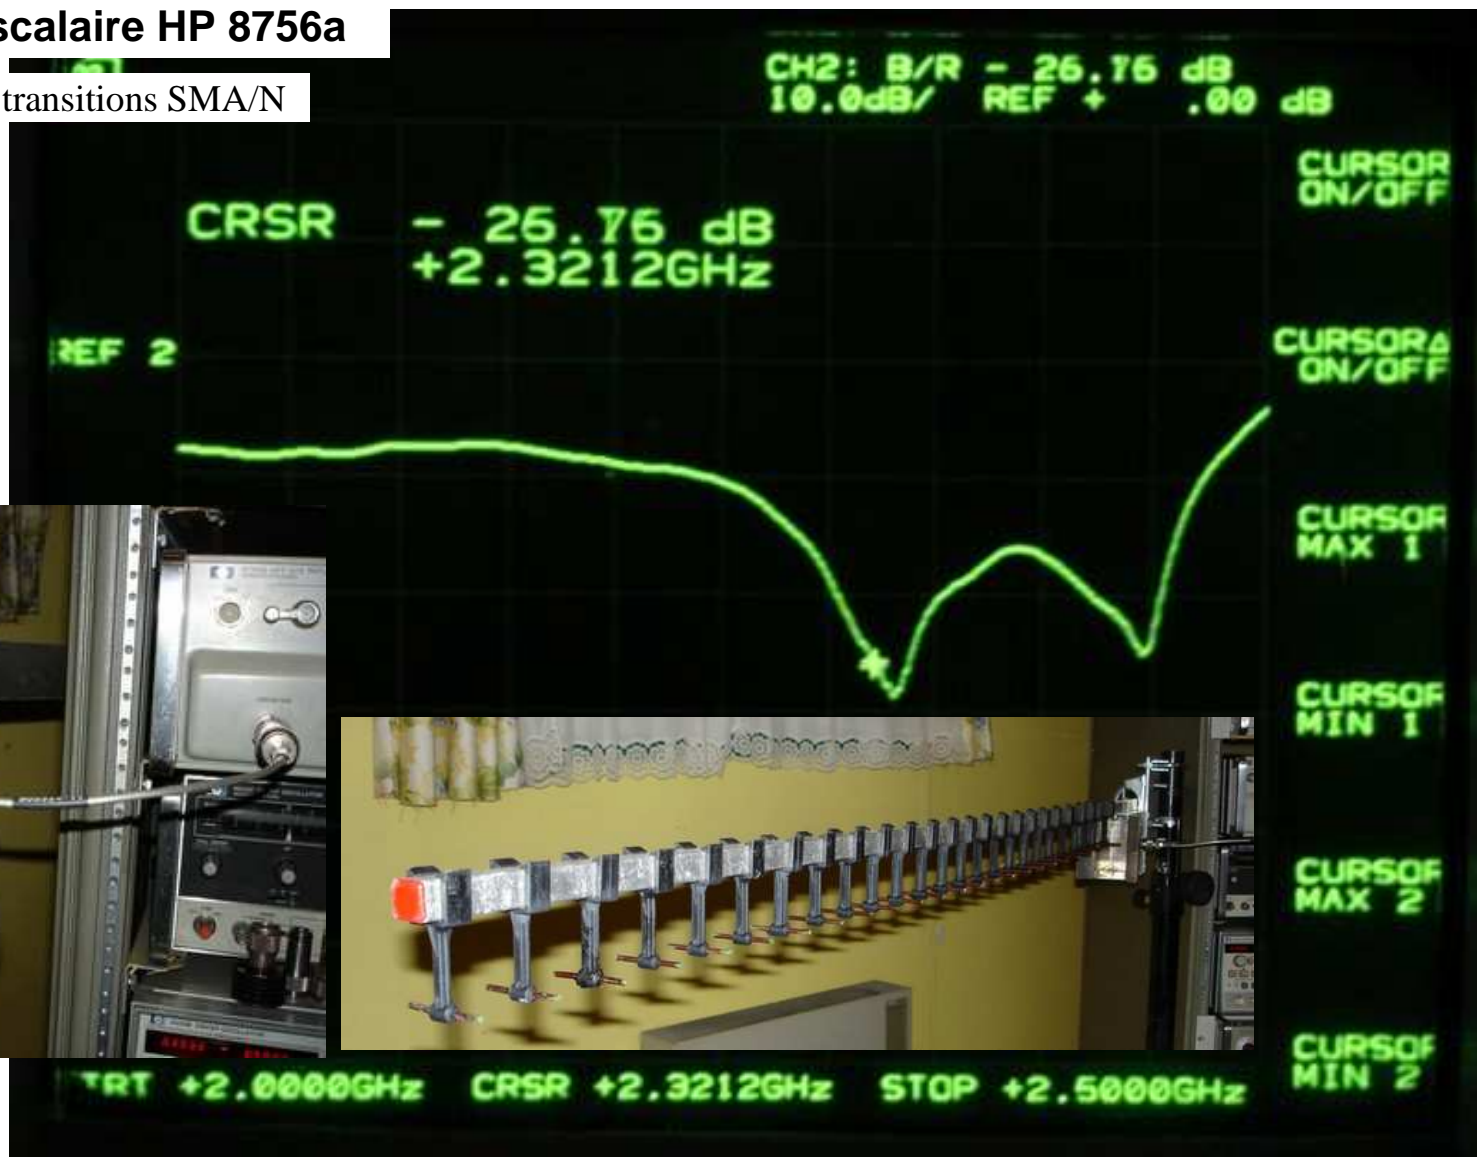 scalaire HP 8756a
transitions SMA/N
CH2: B/R - 26.76 dB
10.0dB/ REF + .00 dB
CRSR - 26.76 dB
+2.3212GHz
REF 2
CURSOR
ON/OFF
CURSOR△
ON/OFF
CURSOR
MAX 1
CURSOR
MIN 1
CURSOR
MAX 2
CURSOR
MIN 2
TRT +2.0000GHz CRSR +2.3212GHz STOP +2.5000GHz